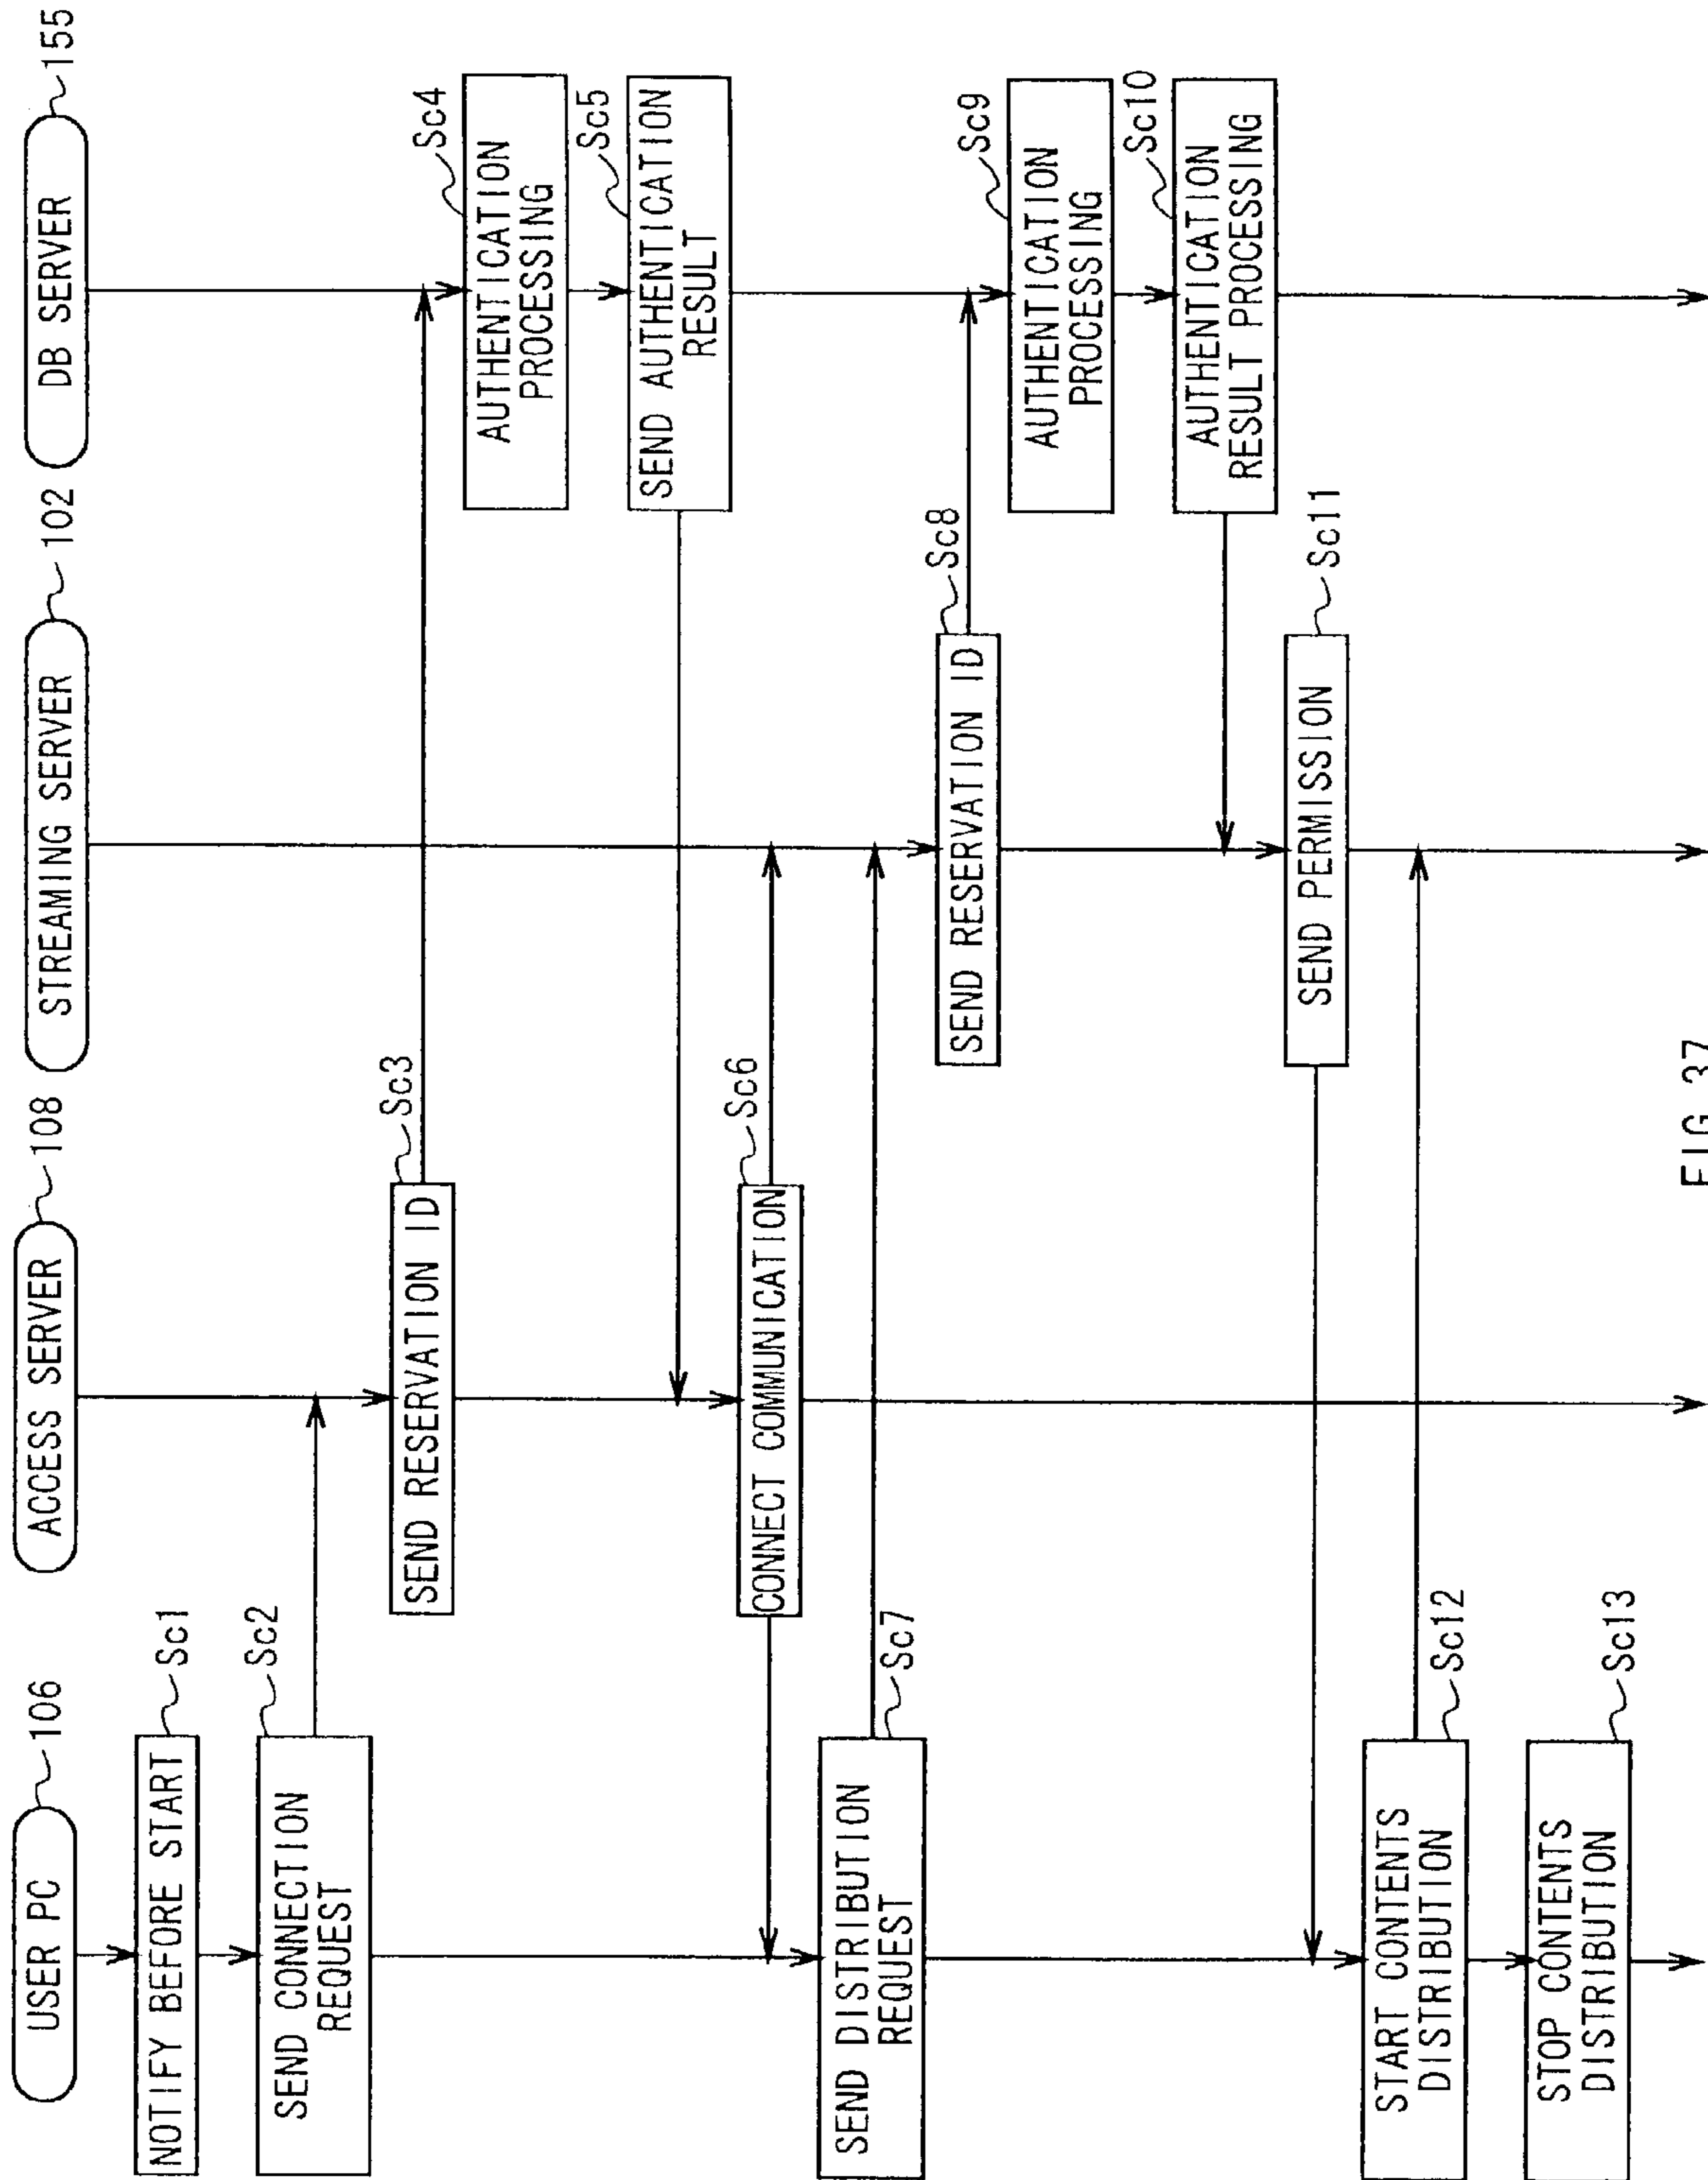 USER PC
106
ACCESS SERVER
108
STREAMING SERVER
102
DB SERVER
155
NOTIFY BEFORE START
Sc1
SEND CONNECTION
REQUEST
Sc2
SEND RESERVATION ID
Sc3
AUTHENTICATION
PROCESSING
Sc4
SEND AUTHENTICATION
RESULT
Sc5
CONNECT COMMUNICATION
Sc6
SEND DISTRIBUTION
REQUEST
Sc7
SEND RESERVATION ID
Sc8
AUTHENTICATION
PROCESSING
Sc9
AUTHENTICATION
RESULT PROCESSING
Sc10
SEND PERMISSION
Sc11
START CONTENTS
DISTRIBUTION
Sc12
STOP CONTENTS
DISTRIBUTION
Sc13
FIG.37